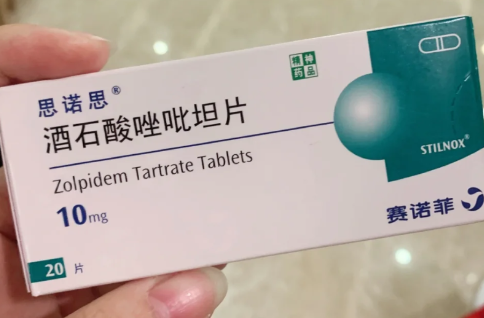 思诺思®
精神
药品
酒石酸唑吡坦片
Zolpidem Tartrate Tablets
10mg
STILNOX®
赛诺菲
20 片